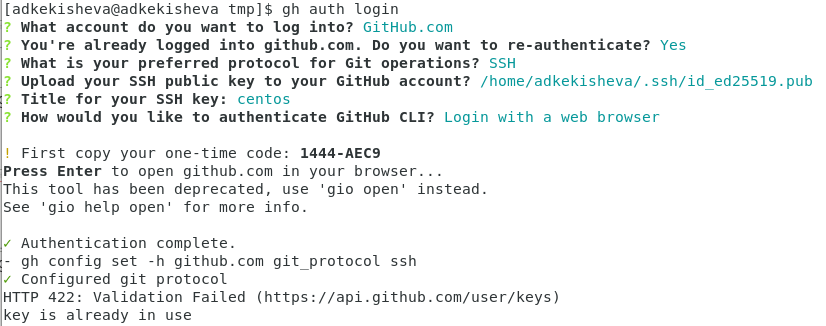 [adkekisheva@adkekisheva tmp]$ gh auth login
? What account do you want to log into? GitHub.com
? You're already logged into github.com. Do you want to re-authenticate? Yes
? What is your preferred protocol for Git operations? SSH
? Upload your SSH public key to your GitHub account? /home/adkekisheva/.ssh/id_ed25519.pub
? Title for your SSH key: centos
? How would you like to authenticate GitHub CLI? Login with a web browser
! First copy your one-time code: 1444-AEC9
Press Enter to open github.com in your browser...
This tool has been deprecated, use 'gio open' instead.
See 'gio help open' for more info.
✓ Authentication complete.
- gh config set -h github.com git_protocol ssh
✓ Configured git protocol
HTTP 422: Validation Failed (https://api.github.com/user/keys)
key is already in use